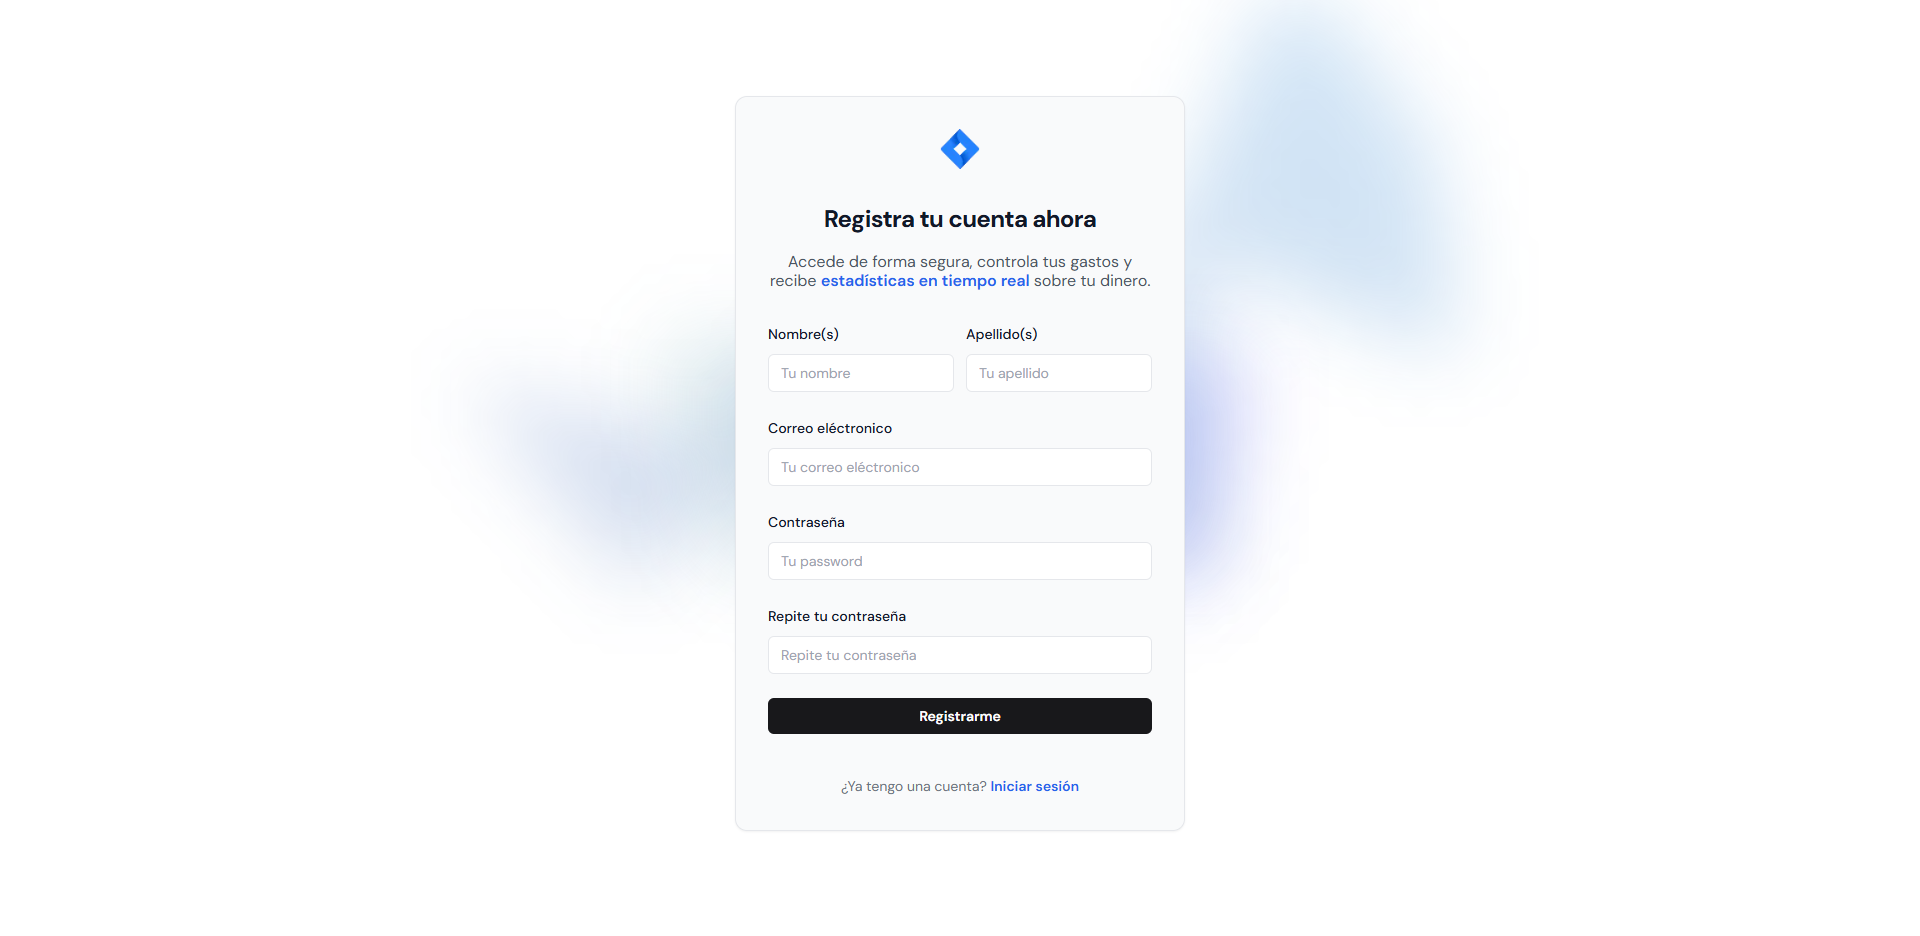 Registra tu cuenta ahora
Accede de forma segura, controla tus gastos y
recibe estadísticas en tiempo real sobre tu dinero.
Nombre(s)
Apellido(s)
Tu nombre
Tu apellido
Correo eléctronico
Tu correo eléctronico
Contraseña
Tu password
Repite tu contraseña
Repite tu contraseña
Registrarme
¿Ya tengo una cuenta? Iniciar sesión